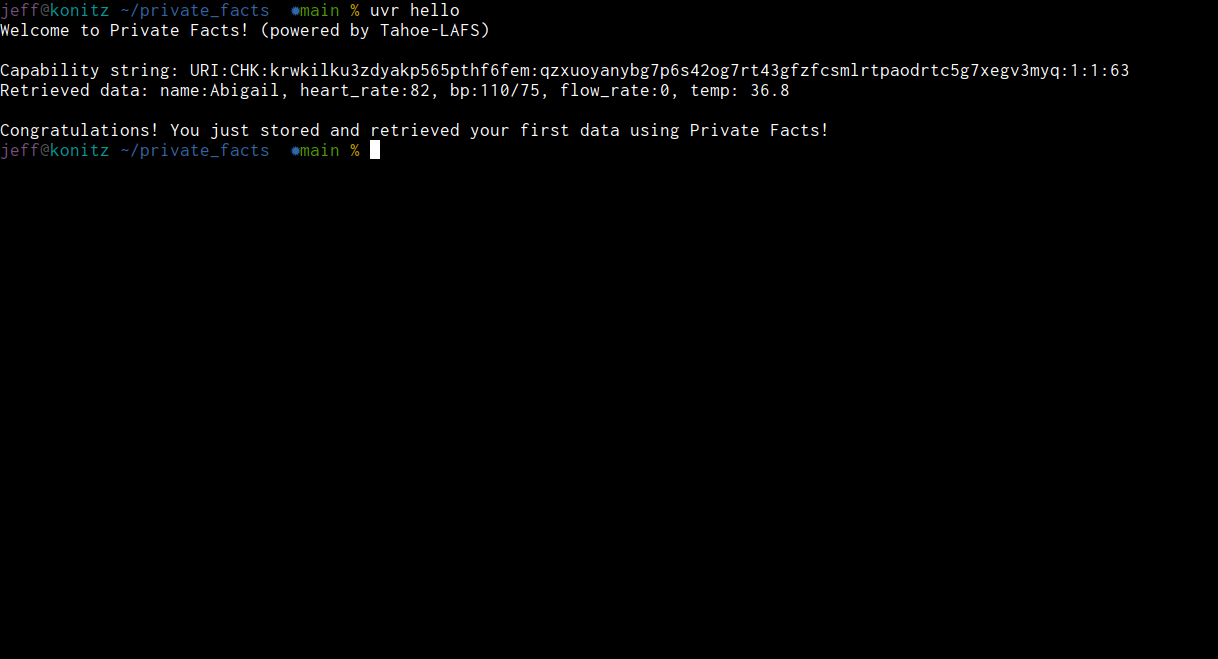 jeff@konitz ~/private_facts ●main % uvr hello
Welcome to Private Facts! (powered by Tahoe-LAFS)
Capability string: URI:CHK:krwkilku3zdyakp565pthf6fem:qzxuoyanybg7p6s42og7rt43gfzfcsmlrtpaodrtc5g7xegv3myq:1:1:63
Retrieved data: name:Abigail, heart_rate:82, bp:110/75, flow_rate:0, temp: 36.8
Congratulations! You just stored and retrieved your first data using Private Facts!
jeff@konitz ~/private_facts ●main %